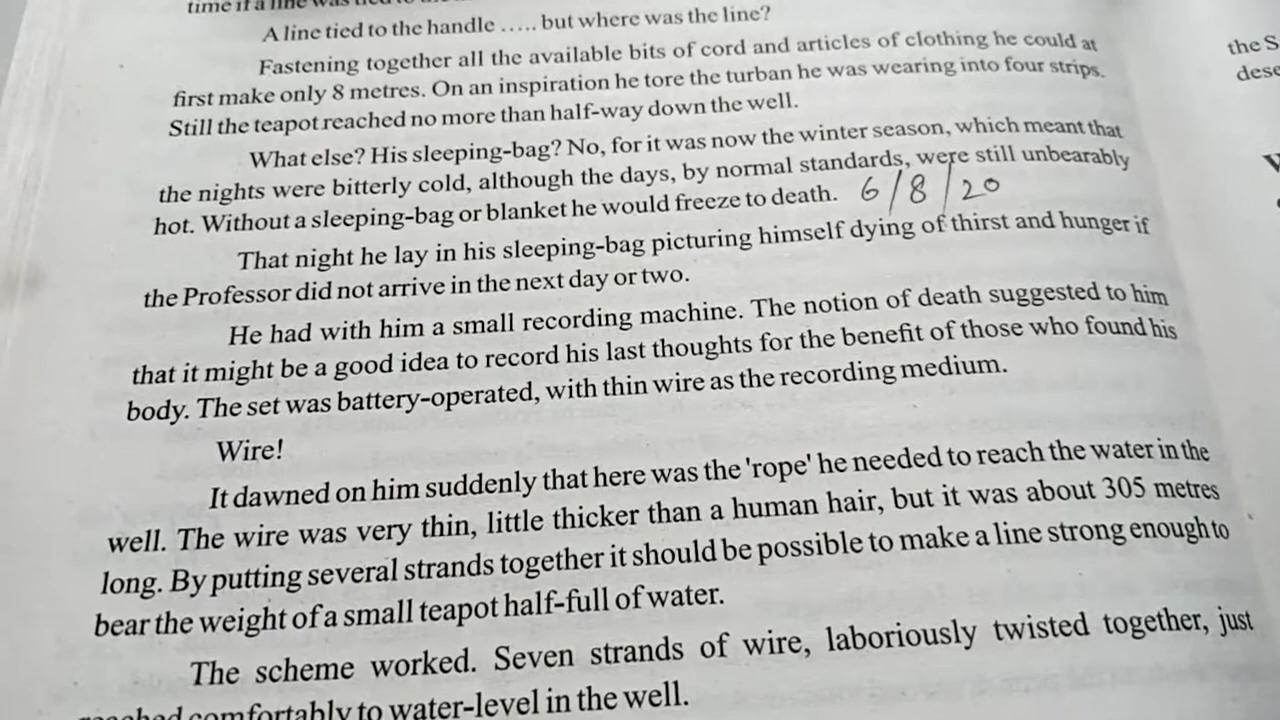 time if a line was
A line tied to the handle ..... but where was the line?
Fastening together all the available bits of cord and articles of clothing he could at
first make only 8 metres. On an inspiration he tore the turban he was wearing into four strips.
Still the teapot reached no more than half-way down the well.
What else? His sleeping-bag? No, for it was now the winter season, which meant that
the nights were bitterly cold, although the days, by normal standards, were still unbearably
hot. Without a sleeping-bag or blanket he would freeze to death. 6/8/20
That night he lay in his sleeping-bag picturing himself dying of thirst and hunger if
the Professor did not arrive in the next day or two.
He had with him a small recording machine. The notion of death suggested to him
that it might be a good idea to record his last thoughts for the benefit of those who found his
body. The set was battery-operated, with thin wire as the recording medium.
Wire!
It dawned on him suddenly that here was the 'rope' he needed to reach the water in the
well. The wire was very thin, little thicker than a human hair, but it was about 305 metres
long. By putting several strands together it should be possible to make a line strong enough to
bear the weight of a small teapot half-full of water.
The scheme worked. Seven strands of wire, laboriously twisted together, just
reached comfortably to water-level in the well.
the S
dese